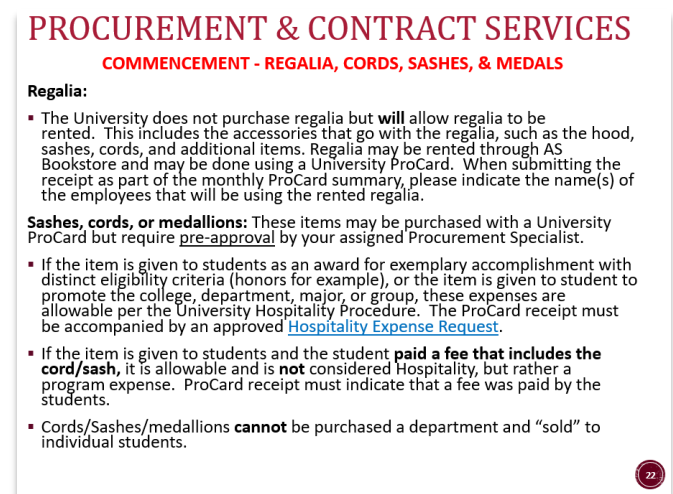 PROCUREMENT & CONTRACT SERVICES
COMMENCEMENT - REGALIA, CORDS, SASHES, & MEDALS
Regalia:
▪ The University does not purchase regalia but will allow regalia to be
rented.  This includes the accessories that go with the regalia, such as the hood,
sashes, cords, and additional items. Regalia may be rented through AS
Bookstore and may be done using a University ProCard.  When submitting the
receipt as part of the monthly ProCard summary, please indicate the name(s) of
the employees that will be using the rented regalia.
Sashes, cords, or medallions: These items may be purchased with a University
ProCard but require pre-approval by your assigned Procurement Specialist.
▪ If the item is given to students as an award for exemplary accomplishment with
distinct eligibility criteria (honors for example), or the item is given to student to
promote the college, department, major, or group, these expenses are
allowable per the University Hospitality Procedure.  The ProCard receipt must
be accompanied by an approved Hospitality Expense Request.
▪ If the item is given to students and the student paid a fee that includes the
cord/sash, it is allowable and is not considered Hospitality, but rather a
program expense.  ProCard receipt must indicate that a fee was paid by the
students.
▪ Cords/Sashes/medallions cannot be purchased a department and “sold” to
individual students.
22